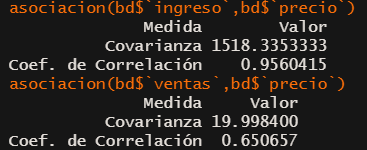 asociacion(bd$`ingreso`,bd$`precio`)
Medida Valor
Covarianza 1518.3353333
Coef. de Correlación 0.9560415
asociacion(bd$`ventas`,bd$`precio`)
Medida Valor
Covarianza 19.998400
Coef. de Correlación 0.650657